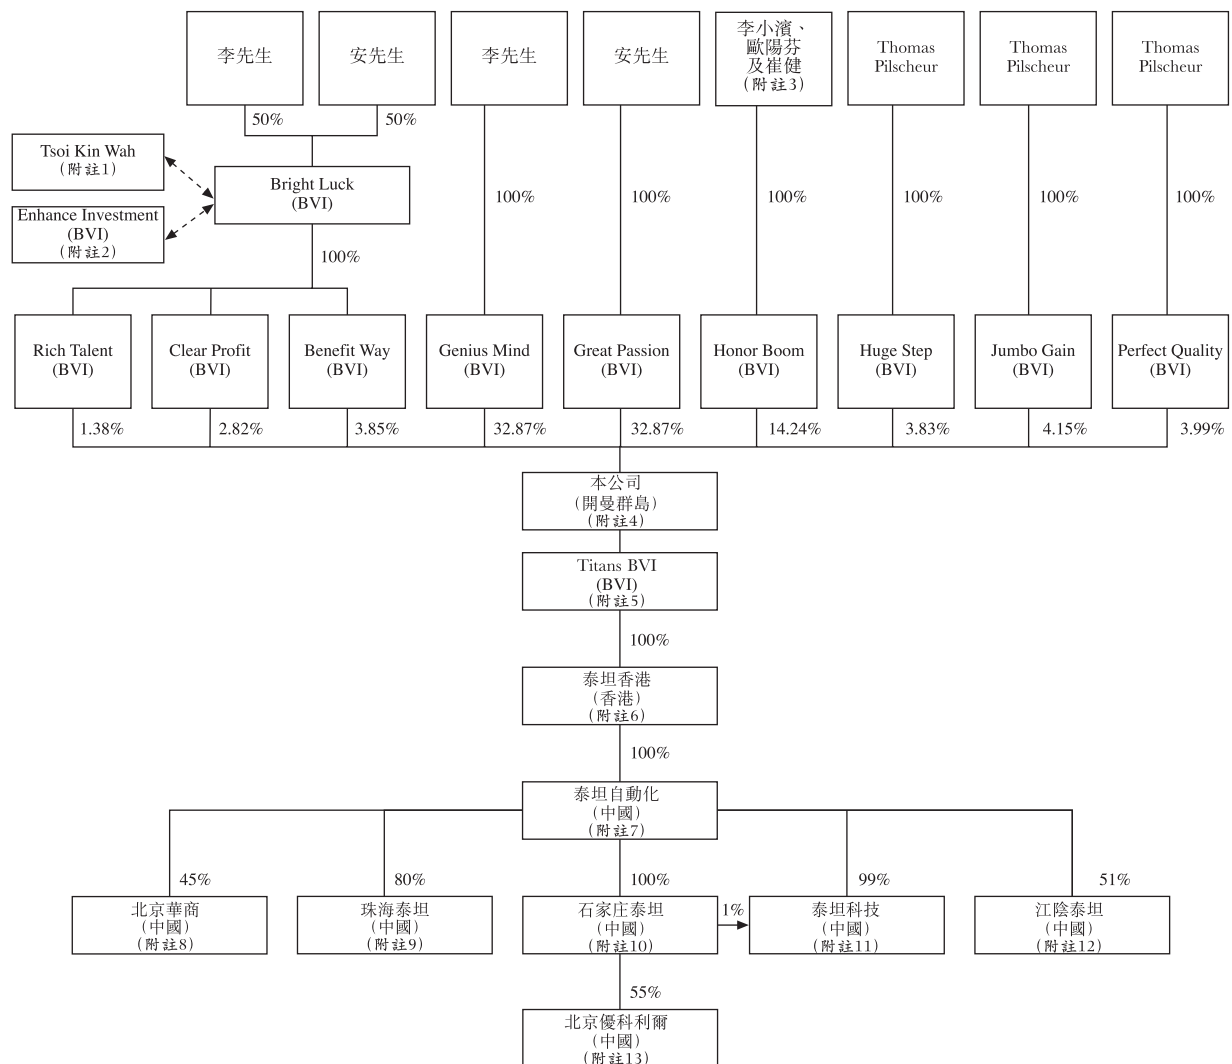 李先生
安先生
李先生
安先生
李小濱、
歐陽芬
及崔健
(附註3)
Thomas
Pilscheur
Thomas
Pilscheur
Thomas
Pilscheur
50%
50%
Tsoi Kin Wah
(附註1)
Bright Luck
(BVI)
Enhance Investment
(BVI)
(附註2)
100%
100%
100%
100%
100%
100%
100%
Rich Talent
(BVI)
Clear Profit
(BVI)
Benefit Way
(BVI)
Genius Mind
(BVI)
Great Passion
(BVI)
Honor Boom
(BVI)
Huge Step
(BVI)
Jumbo Gain
(BVI)
Perfect Quality
(BVI)
1.38%
2.82%
3.85%
32.87%
32.87%
14.24%
3.83%
4.15%
3.99%
本公司
(開曼群島)
(附註4)
Titans BVI
(BVI)
(附註5)
100%
泰坦香港
(香港)
(附註6)
100%
泰坦自動化
(中國)
(附註7)
45%
80%
100%
99%
51%
北京華商
(中國)
(附註8)
珠海泰坦
(中國)
(附註9)
石家庄泰坦
(中國)
(附註10)
1%
泰坦科技
(中國)
(附註11)
江陰泰坦
(中國)
(附註12)
55%
北京優科利爾
(中國)
(附註13)